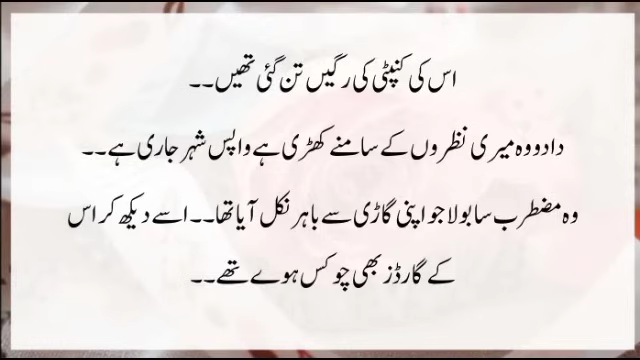 اس کی کنپٹی کی رگیں تن گئی تھیں۔۔
دادو وہ میری نظروں کے سامنے کھڑی ہے واپس شہر جا ری ہے۔۔
وہ مضطرب سا بولا جو اپنی گاڑی سے باہر نکل آیا تھا۔۔ اسے دیکھ کر اس
کے گارڈز بھی چوکس ہوے تھے۔۔